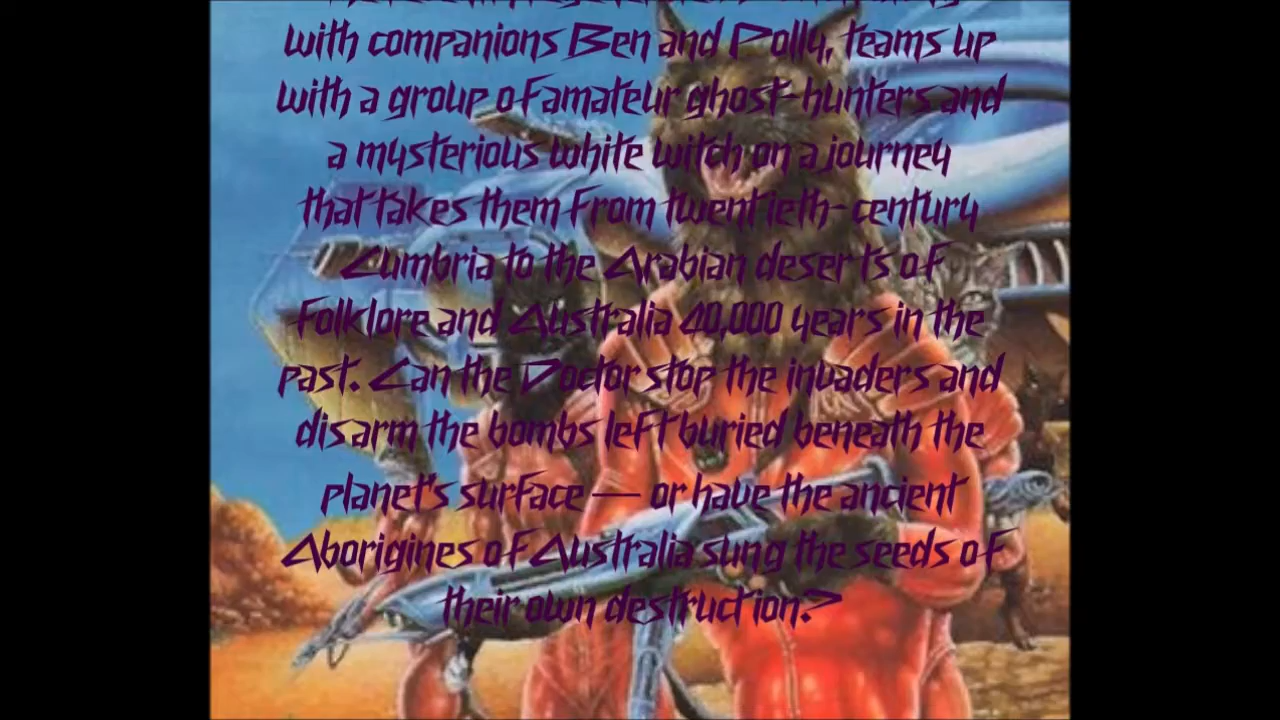 with companions Ben and Polly, teams up
with a group of amateur ghost-hunters and
a mysterious white witch on a journey
that takes them from twentieth-century
Cumbria to the Arabian deserts of
folklore and Australia 40,000 years in the
past. Can the Doctor stop the invaders and
disarm the bombs left buried beneath the
planet's surface — or have the ancient
Aborigines of Australia sung the seeds of
their own destruction?